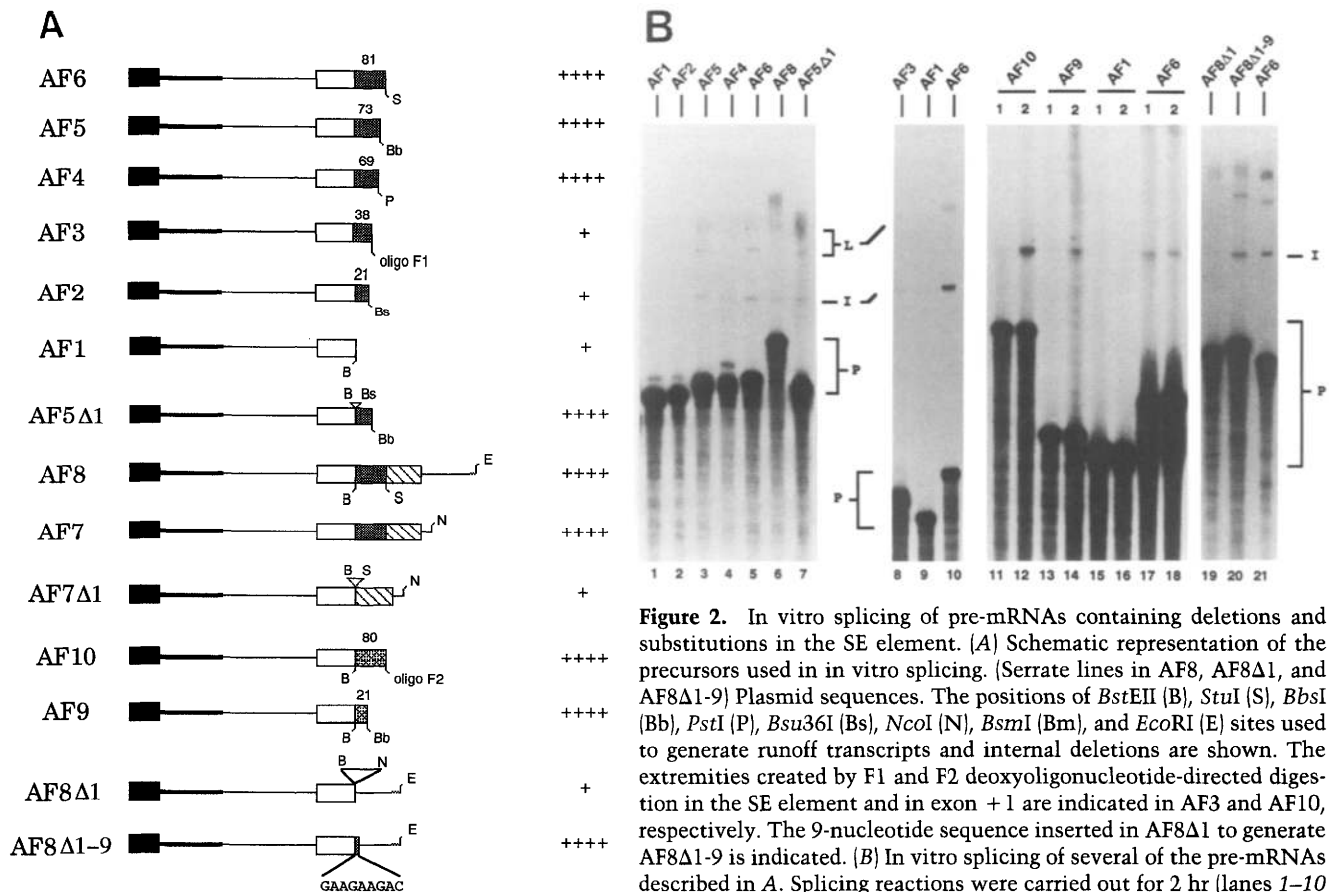 A
AF6 81 S ++++
AF5 73 Bb ++++
AF4 69 P ++++
AF3 38 oligo F1 +
AF2 21 Bs +
AF1 B +
AF5Δ1 B Bs Bb ++++
AF8 B S E ++++
AF7 N ++++
AF7Δ1 B S N +
AF10 80 B oligo F2 ++++
AF9 21 B Bb ++++
AF8Δ1 B N E +
AF8Δ1-9 E ++++
GAAGAAGAC
B
AF1 AF2 AF5 AF4 AF6 AF8 AF5Δ1
AF3 AF1 AF6
AF10 AF9 AF1 AF6
1 2 1 2 1 2 1 2
AF8Δ1 AF8Δ1-9 AF6
L
I
P
P
I
P
1 2 3 4 5 6 7 8 9 10 11 12 13 14 15 16 17 18 19 20 21
Figure 2. In vitro splicing of pre-mRNAs containing deletions and
substitutions in the SE element. (A) Schematic representation of the
precursors used in in vitro splicing. (Serrate lines in AF8, AF8Δ1, and
AF8Δ1-9) Plasmid sequences. The positions of BstEII (B), StuI (S), BbsI
(Bb), PstI (P), Bsu36I (Bs), NcoI (N), BsmI (Bm), and EcoRI (E) sites used
to generate runoff transcripts and internal deletions are shown. The
extremities created by F1 and F2 deoxyoligonucleotide-directed diges-
tion in the SE element and in exon +1 are indicated in AF3 and AF10,
respectively. The 9-nucleotide sequence inserted in AF8Δ1 to generate
AF8Δ1-9 is indicated. (B) In vitro splicing of several of the pre-mRNAs
described in A. Splicing reactions were carried out for 2 hr (lanes 1–10